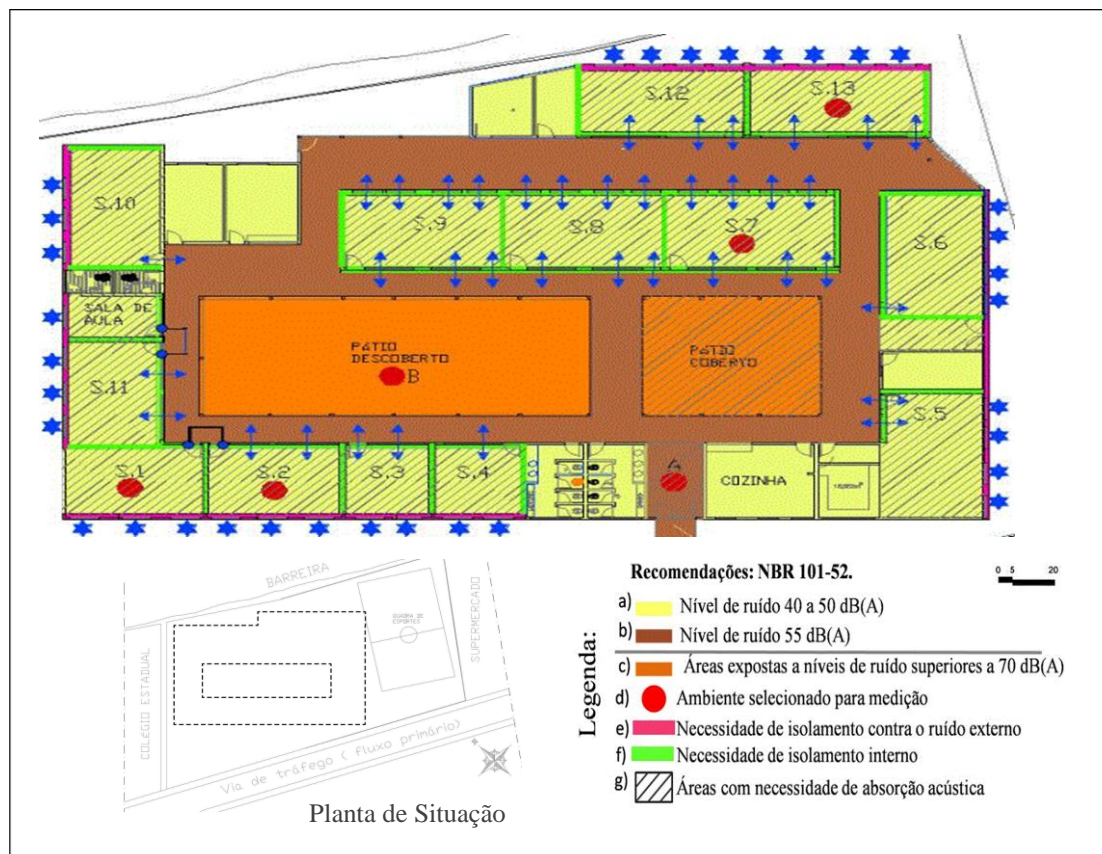 S.12
S.13
S.10
S.9
S.8
S.7
S.6
SALA DE
AULA
PATIO
DESCOBERTO
B
PATIO
COBERTO
S.11
S.5
S.1
S.2
S.3
S.4
A
COZINHA
BARREIRA
COLÉGIO ESTADUAL
QUADRA DE
ESPORTES
SUPERMERCADO
Via de tráfego ( fluxo primário)
Planta de Situação
Recomendações: NBR 101-52.
0 5 20
Legenda:
a) Nível de ruído 40 a 50 dB(A)
b) Nível de ruído 55 dB(A)
c) Áreas expostas a níveis de ruído superiores a 70 dB(A)
d) Ambiente selecionado para medição
e) Necessidade de isolamento contra o ruído externo
f) Necessidade de isolamento interno
g) Áreas com necessidade de absorção acústica